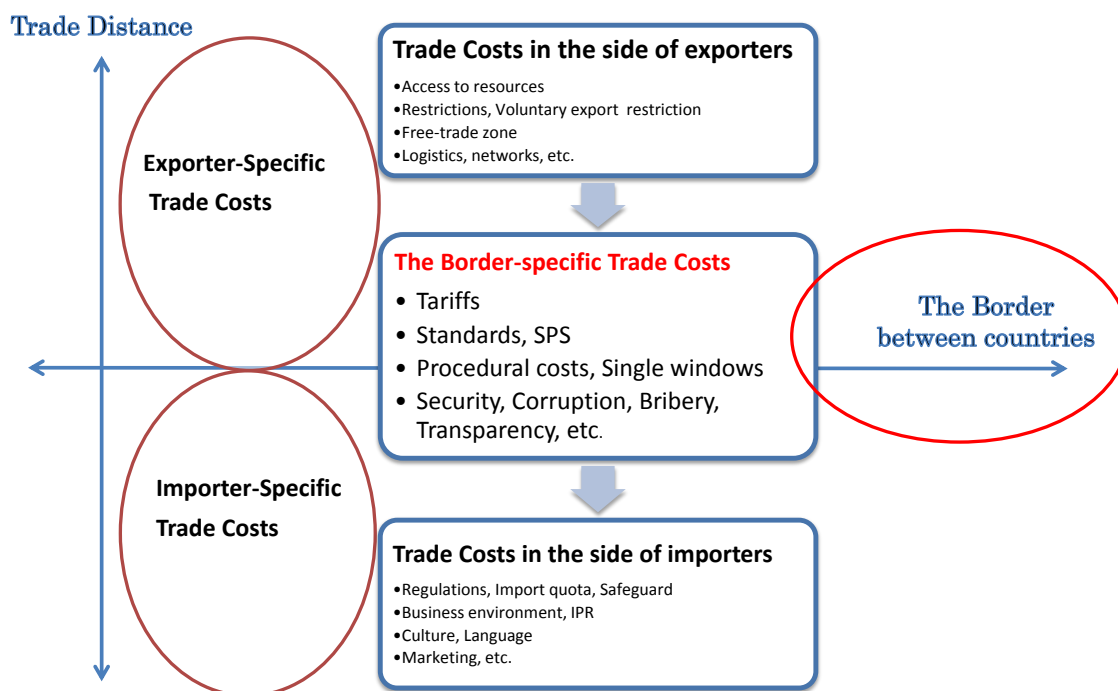 Trade Distance
Trade Costs in the side of exporters
•Access to resources
•Restrictions, Voluntary export restriction
•Free-trade zone
•Logistics, networks, etc.
Exporter-Specific
Trade Costs
The Border-specific Trade Costs
• Tariffs
• Standards, SPS
• Procedural costs, Single windows
• Security, Corruption, Bribery,
Transparency, etc.
The Border
between countries
Importer-Specific
Trade Costs
Trade Costs in the side of importers
•Regulations, Import quota, Safeguard
•Business environment, IPR
•Culture, Language
•Marketing, etc.